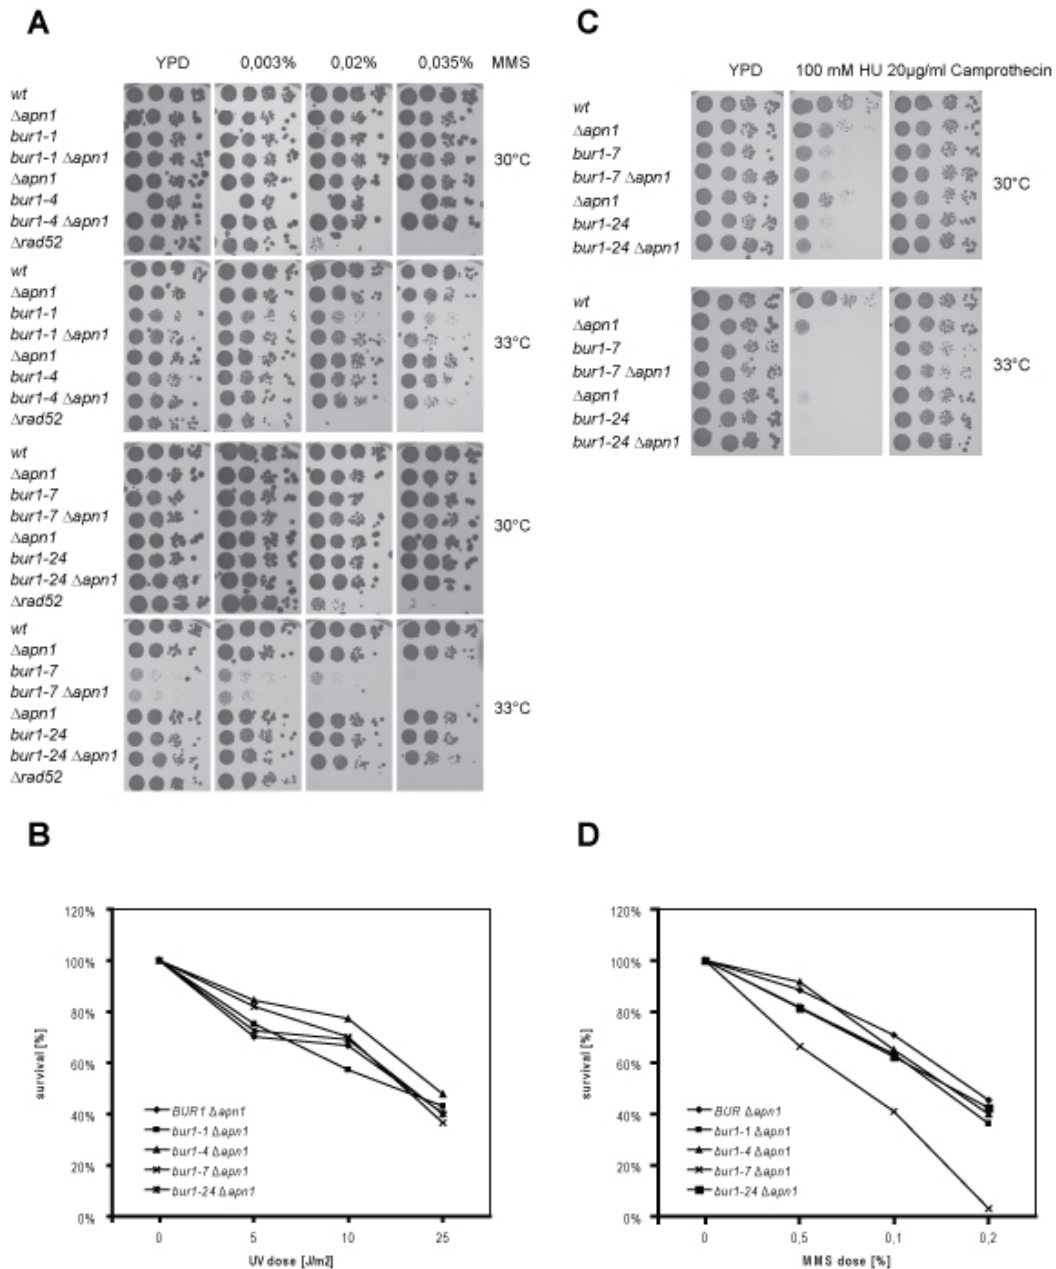 A
YPD 0,003% 0,02% 0,035% MMS
wt
Δapn1
bur1-1
bur1-1 Δapn1
Δapn1
bur1-4
bur1-4 Δapn1
Δrad52
30°C
wt
Δapn1
bur1-1
bur1-1 Δapn1
Δapn1
bur1-4
bur1-4 Δapn1
Δrad52
33°C
wt
Δapn1
bur1-7
bur1-7 Δapn1
Δapn1
bur1-24
bur1-24 Δapn1
Δrad52
30°C
wt
Δapn1
bur1-7
bur1-7 Δapn1
Δapn1
bur1-24
bur1-24 Δapn1
Δrad52
33°C
C
YPD 100 mM HU 20µg/ml Camprothecin
wt
Δapn1
bur1-7
bur1-7 Δapn1
Δapn1
bur1-24
bur1-24 Δapn1
30°C
wt
Δapn1
bur1-7
bur1-7 Δapn1
Δapn1
bur1-24
bur1-24 Δapn1
33°C
B
120%
100%
80%
60%
40%
20%
0%
survival [%]
BUR1 Δapn1
bur1-1 Δapn1
bur1-4 Δapn1
bur1-7 Δapn1
bur1-24 Δapn1
0 5 10 25
UV dose [J/m2]
D
120%
100%
80%
60%
40%
20%
0%
survival [%]
BUR Δapn1
bur1-1 Δapn1
bur1-4 Δapn1
bur1-7 Δapn1
bur1-24 Δapn1
0 0,5 0,1 0,2
MMS dose [%]